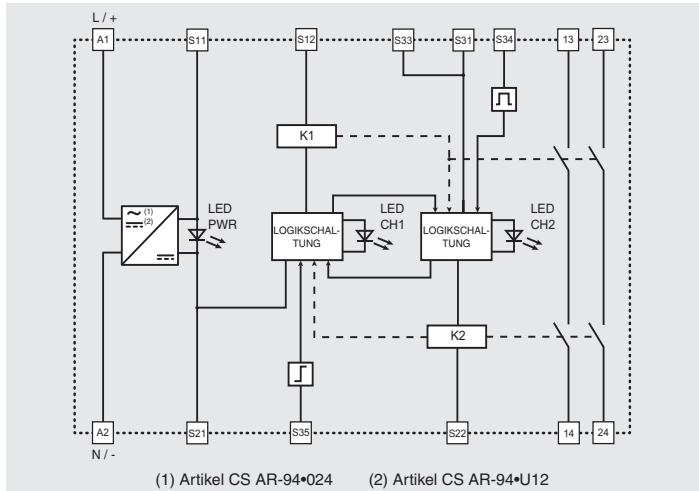 L / +
A1
S11
S12
S33
S31
S34
13
23
K1
(1)
(2)
LED
PWR
LOGIKSCHAL-
TUNG
LED
CH1
LOGIKSCHAL-
TUNG
LED
CH2
K2
A2
S21
S35
S22
14
24
N / -
(1) Artikel CS AR-94•024 (2) Artikel CS AR-94•U12